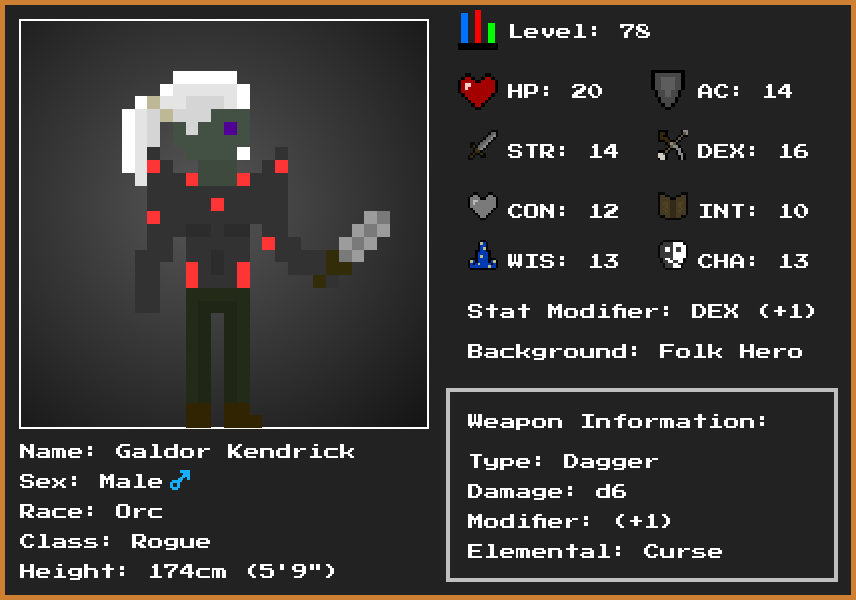 Level: 78
HP: 20
AC: 14
STR: 14
DEX: 16
CON: 12
INT: 10
WIS: 13
CHA: 13
Stat Modifier: DEX (+1)
Background: Folk Hero
Weapon Information:
Type: Dagger
Damage: d6
Modifier: (+1)
Elemental: Curse
Name: Galdor Kendrick
Sex: Male♂
Race: Orc
Class: Rogue
Height: 174cm (5'9")